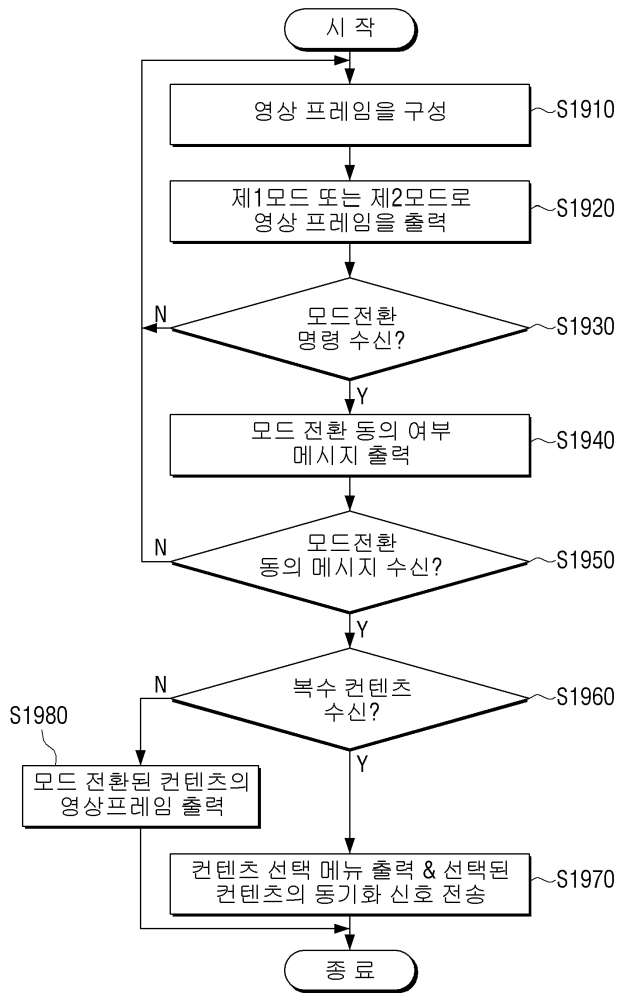 시 작
영상 프레임을 구성
S1910
제1모드 또는 제2모드로
영상 프레임을 출력
S1920
모드전환
명령 수신?
S1930
N
Y
모드 전환 동의 여부
메시지 출력
S1940
모드전환
동의 메시지 수신?
S1950
N
Y
복수 컨텐츠
수신?
S1960
N
Y
S1980
모드 전환된 컨텐츠의
영상프레임 출력
컨텐츠 선택 메뉴 출력 & 선택된
컨텐츠의 동기화 신호 전송
S1970
종 료